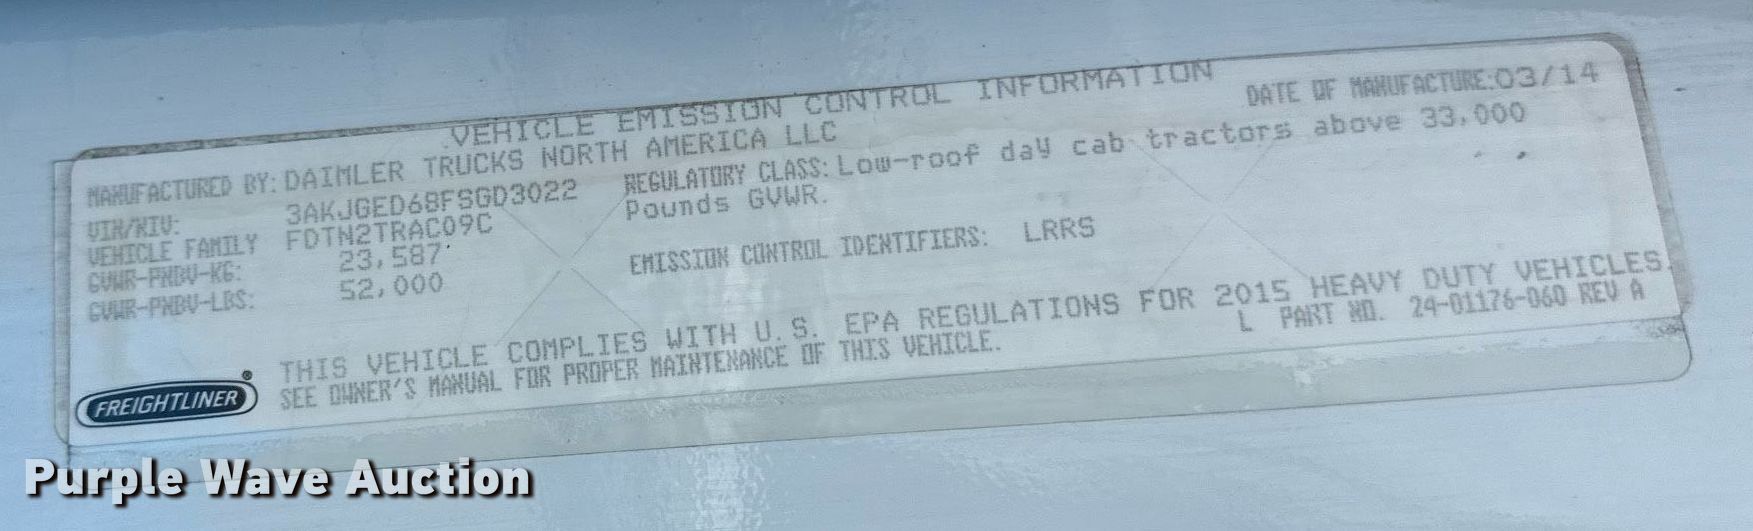 VEHICLE EMISSION CONTROL INFORMATION
DATE OF MANUFACTURE:03/14
MANUFACTURED BY: DAIMLER TRUCKS NORTH AMERICA LLC
VIN/NIV: 3AKJGED68FSGD3022
REGULATORY CLASS: Low-roof day cab tractors above 33,000
Pounds GVWR.
VEHICLE FAMILY FDTN2TRAC09C
GVWR-PNBV-KG: 23,587
EMISSION CONTROL IDENTIFIERS: LRRS
GVWR-PNBV-LBS: 52,000
THIS VEHICLE COMPLIES WITH U.S. EPA REGULATIONS FOR 2015 HEAVY DUTY VEHICLES.
SEE OWNER'S MANUAL FOR PROPER MAINTENANCE OF THIS VEHICLE.
L PART NO. 24-01176-060 REV A
FREIGHTLINER®
Purple Wave Auction